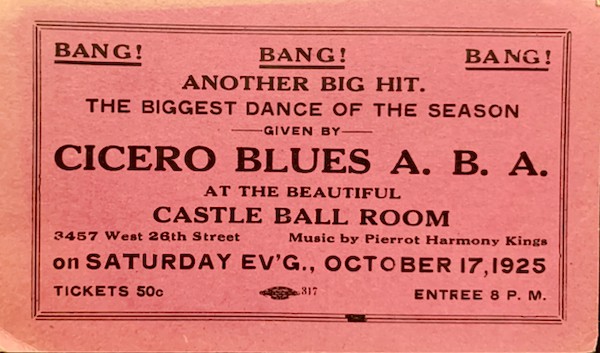 BANG! BANG! BANG!
ANOTHER BIG HIT.
THE BIGGEST DANCE OF THE SEASON
GIVEN BY
CICERO BLUES A. B. A.
AT THE BEAUTIFUL
CASTLE BALL ROOM
3457 West 26th Street Music by Pierrot Harmony Kings
on SATURDAY EV'G., OCTOBER 17, 1925
TICKETS 50c 317 ENTREE 8 P. M.